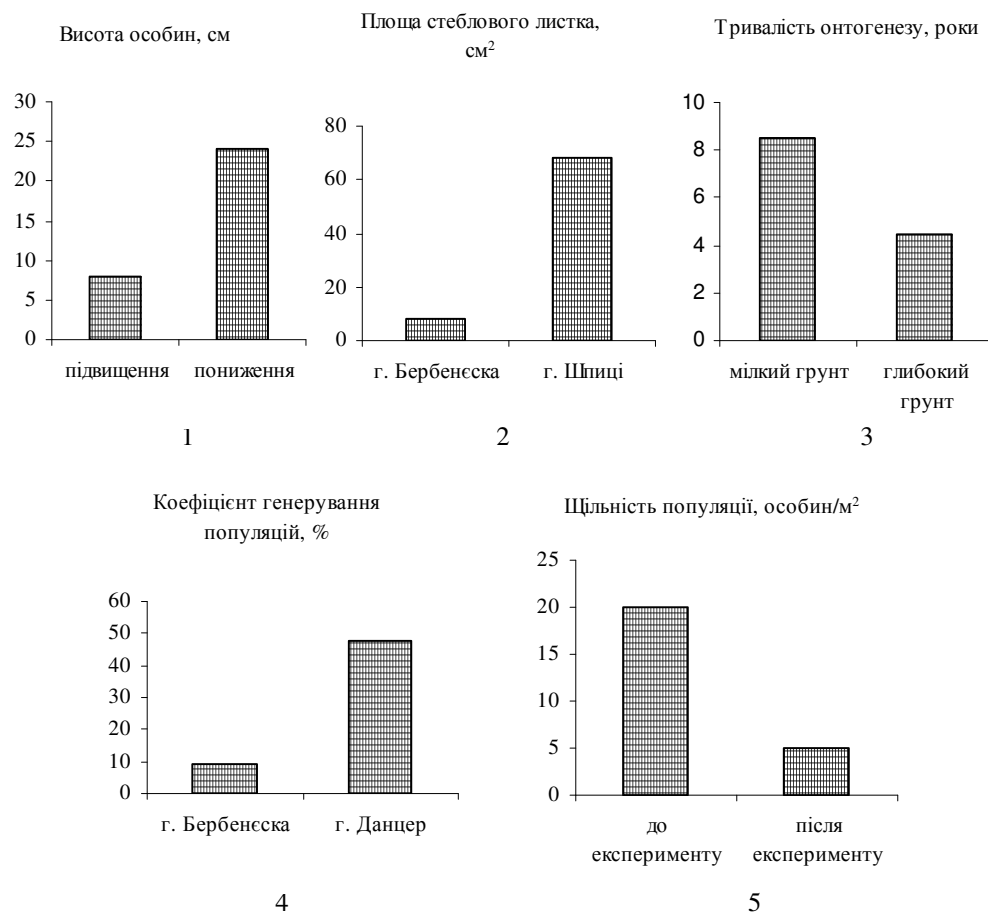 Висота особин, см
30
25
20
15
10
5
0
підвищення пониження
1
Площа стеблового листка,
см²
80
60
40
20
0
г. Бербенєска г. Шпиці
2
Тривалість онтогенезу, роки
10
8
6
4
2
0
мілкий грунт глибокий
грунт
3
Коефіцієнт генерування
популяцій, %
60
50
40
30
20
10
0
г. Бербенєска г. Данцер
4
Щільність популяції, особин/м²
25
20
15
10
5
0
до після
експерименту експерименту
5